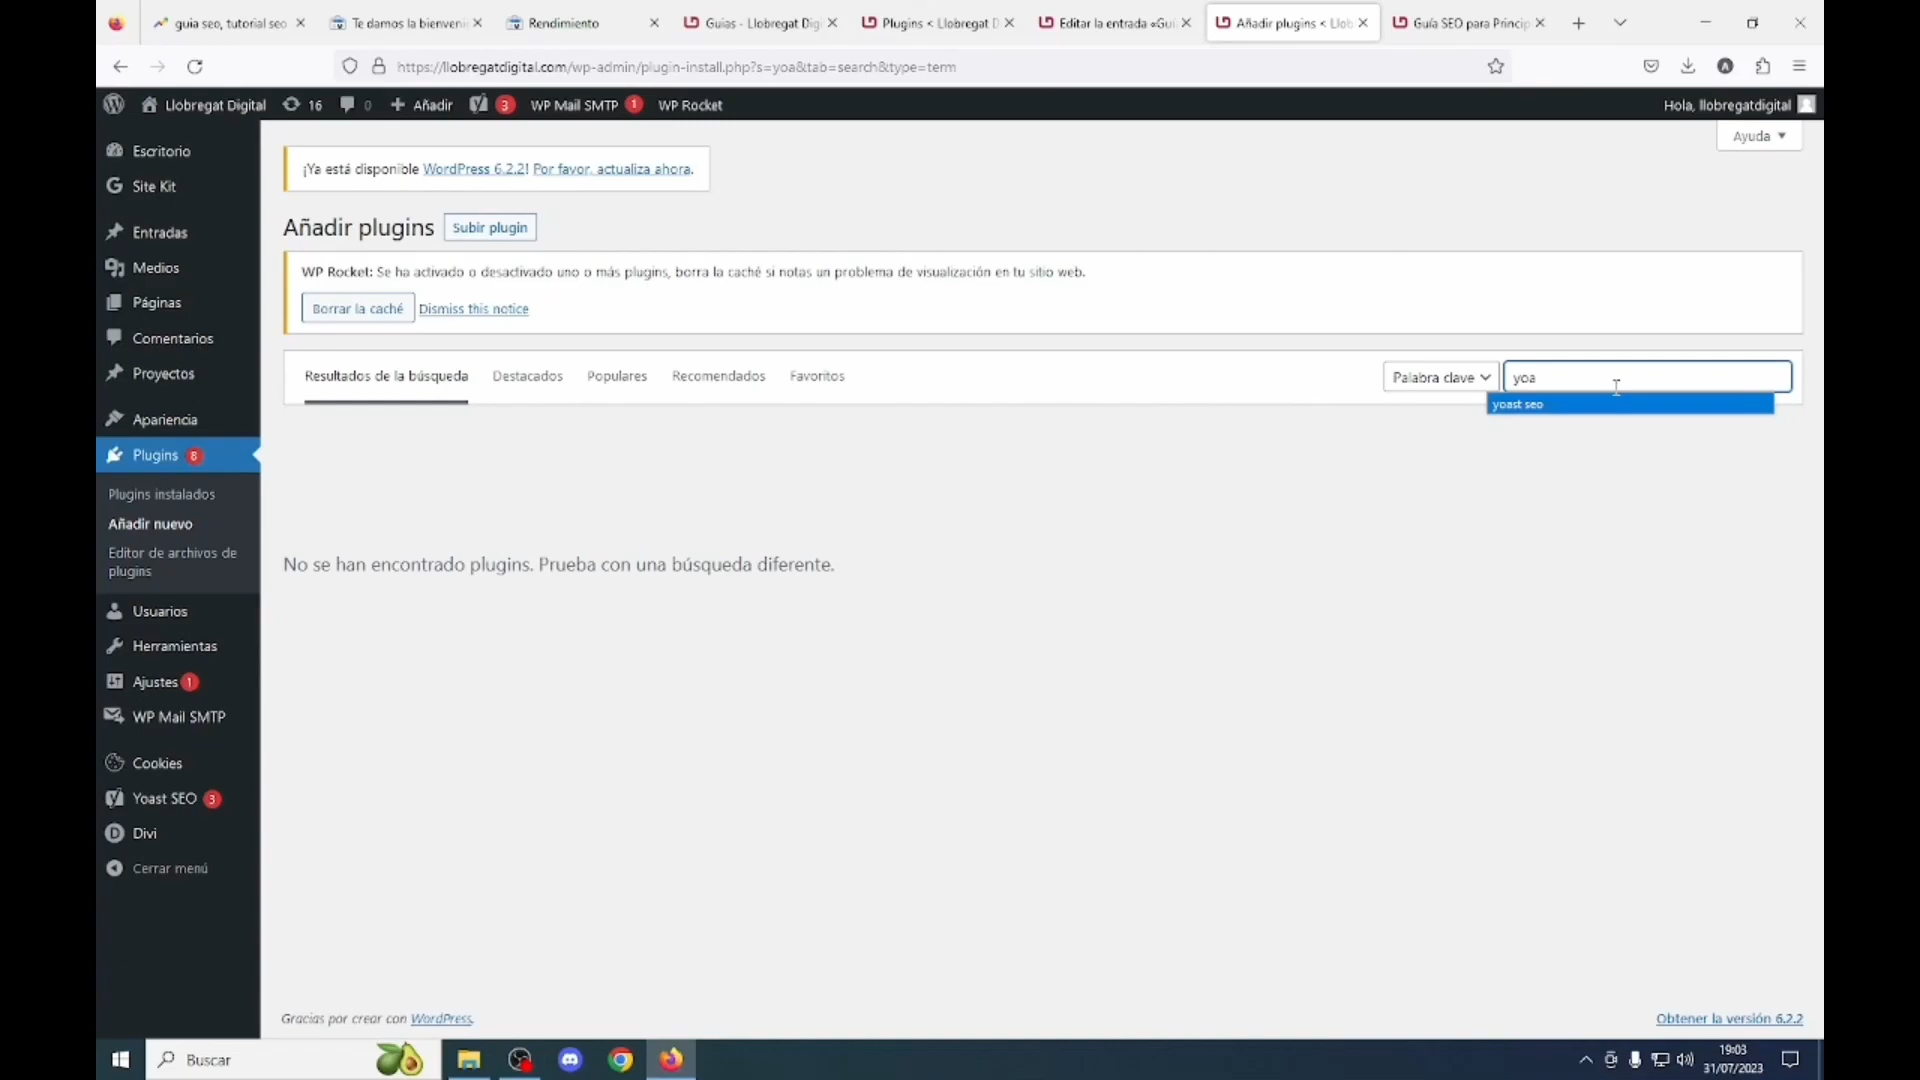 guia seo, tutorial seo
Te damos la bienveni
Rendimiento
Guias - Llobregat Dig
Plugins < Llobregat D
Editar la entrada «Gui
Añadir plugins < Llob
Guía SEO para Princip
https://llobregatdigital.com/wp-admin/plugin-install.php?s=yoa&tab=search&type=term
Llobregat Digital
16
0
Añadir
3
WP Mail SMTP
1
WP Rocket
Hola, llobregatdigital
Ayuda
Escritorio
Site Kit
Entradas
Medios
Páginas
Comentarios
Proyectos
Apariencia
Plugins 8
Plugins instalados
Añadir nuevo
Editor de archivos de
plugins
Usuarios
Herramientas
Ajustes 1
WP Mail SMTP
Cookies
Yoast SEO 3
Divi
Cerrar menú
¡Ya está disponible WordPress 6.2.2! Por favor, actualiza ahora.
Añadir plugins
Subir plugin
WP Rocket: Se ha activado o desactivado uno o más plugins, borra la caché si notas un problema de visualización en tu sitio web.
Borrar la caché
Dismiss this notice
Resultados de la búsqueda
Destacados
Populares
Recomendados
Favoritos
Palabra clave
yoa
yoast seo
No se han encontrado plugins. Prueba con una búsqueda diferente.
Gracias por crear con WordPress.
Obtener la versión 6.2.2
Buscar
19:03
31/07/2023